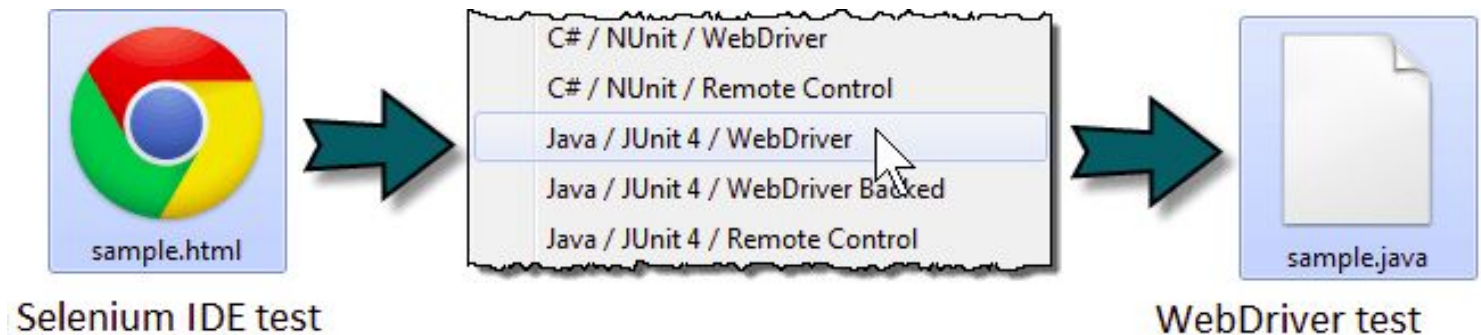 sample.html
Selenium IDE test
C# / NUnit / WebDriver
C# / NUnit / Remote Control
Java / JUnit 4 / WebDriver
Java / JUnit 4 / WebDriver Backed
Java / JUnit 4 / Remote Control
sample.java
WebDriver test